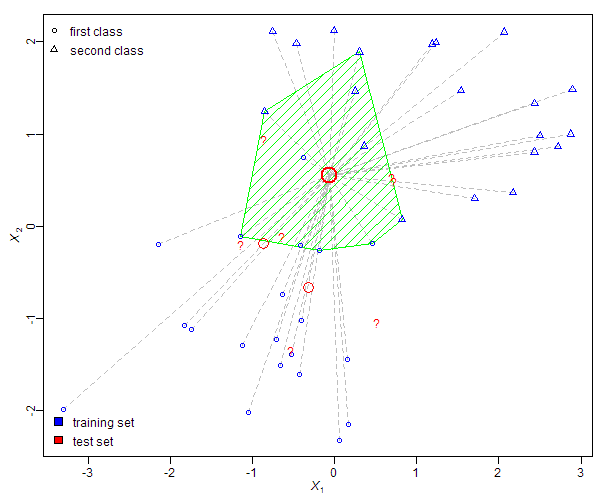 first class
second class
2
1
0
-1
-2
X2
? 
? 
? 
? 
? 
? 
? 
?
training set
test set
-3 -2 -1 0 1 2 3
X1